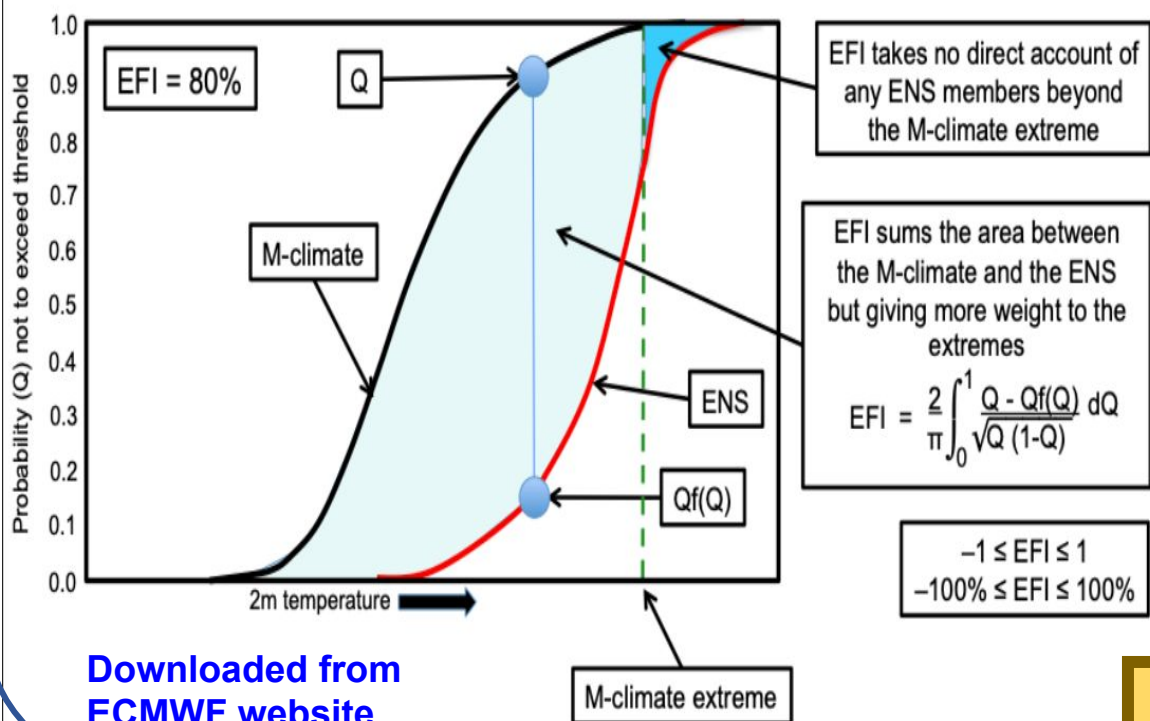 Probability (Q) not to exceed threshold
1.0
0.9
0.8
0.7
0.6
0.5
0.4
0.3
0.2
0.1
0.0
EFI = 80%
Q
M-climate
ENS
Qf(Q)
2m temperature
M-climate extreme
EFI takes no direct account of
any ENS members beyond
the M-climate extreme
EFI sums the area between
the M-climate and the ENS
but giving more weight to the
extremes
EFI = 2/π ∫₀¹ Q - Qf(Q) / √Q (1-Q) dQ
–1 ≤ EFI ≤ 1
–100% ≤ EFI ≤ 100%
Downloaded from
ECMWF website